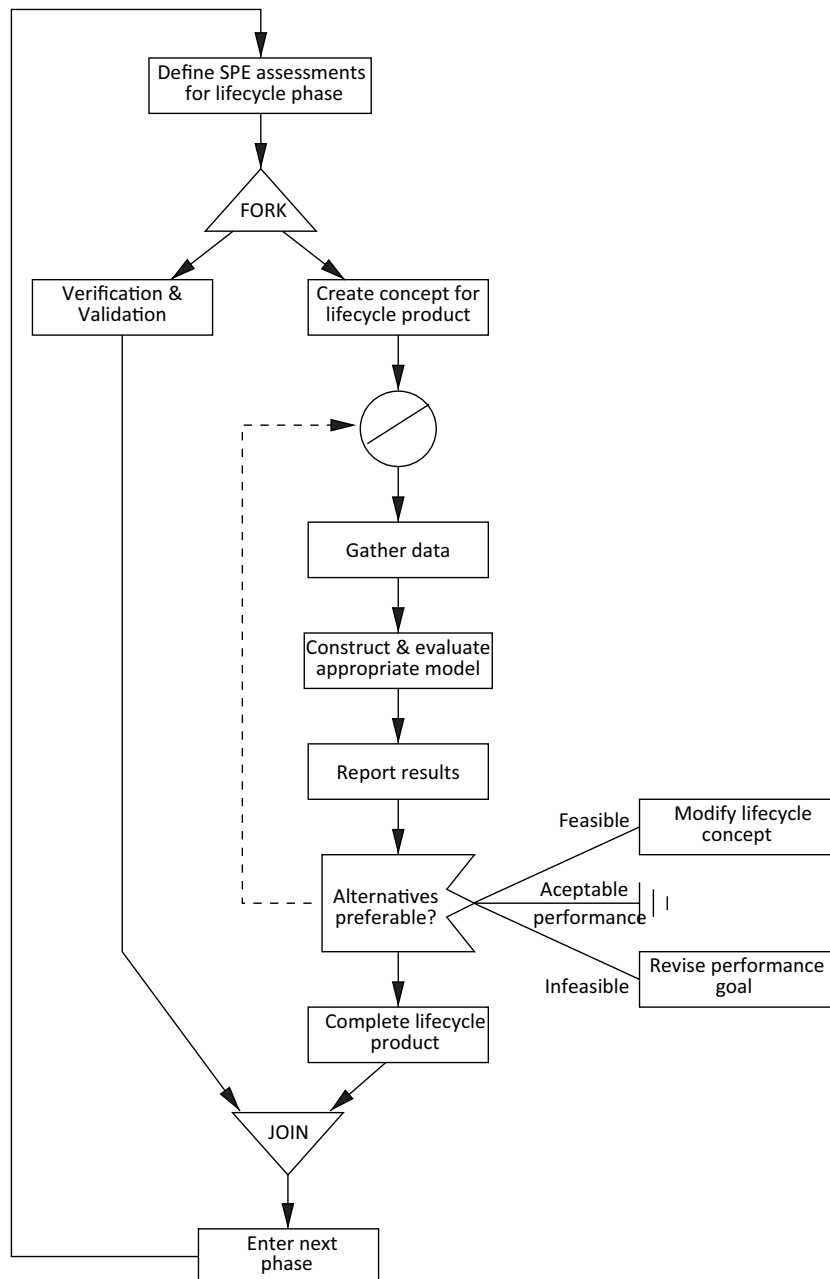 Define SPE assessments
for lifecycle phase
FORK
Verification &
Validation
Create concept for
lifecycle product
Gather data
Construct & evaluate
appropriate model
Report results
Alternatives
preferable?
Feasible
Modify lifecycle
concept
Aceptable
performance
Infeasible
Revise performance
goal
Complete lifecycle
product
JOIN
Enter next
phase